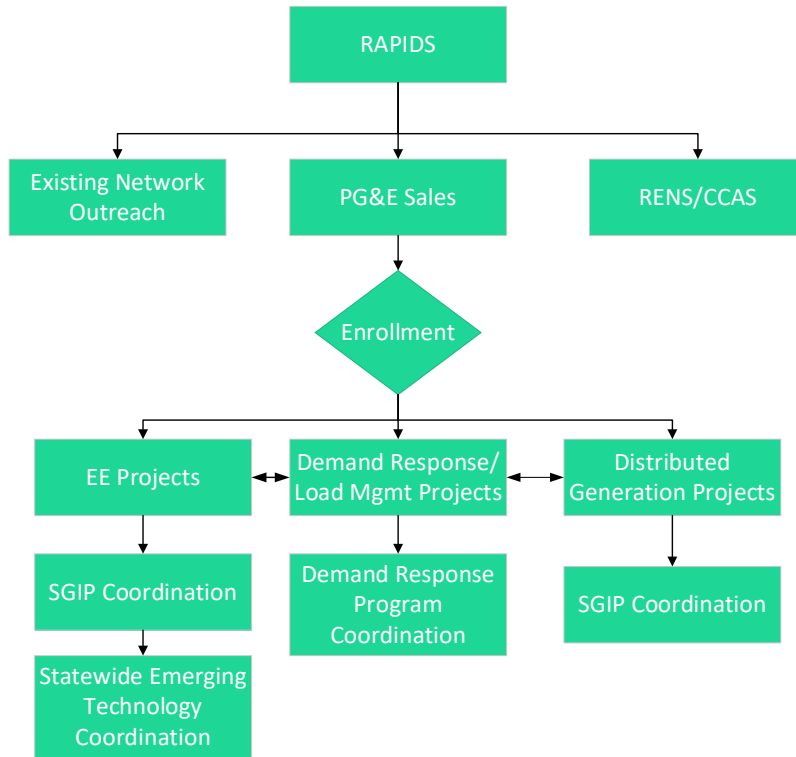 RAPIDS
Existing Network
Outreach
PG&E Sales
RENS/CCAS
Enrollment
EE Projects
Demand Response/
Load Mgmt Projects
Distributed
Generation Projects
SGIP Coordination
Demand Response
Program
Coordination
SGIP Coordination
Statewide Emerging
Technology
Coordination